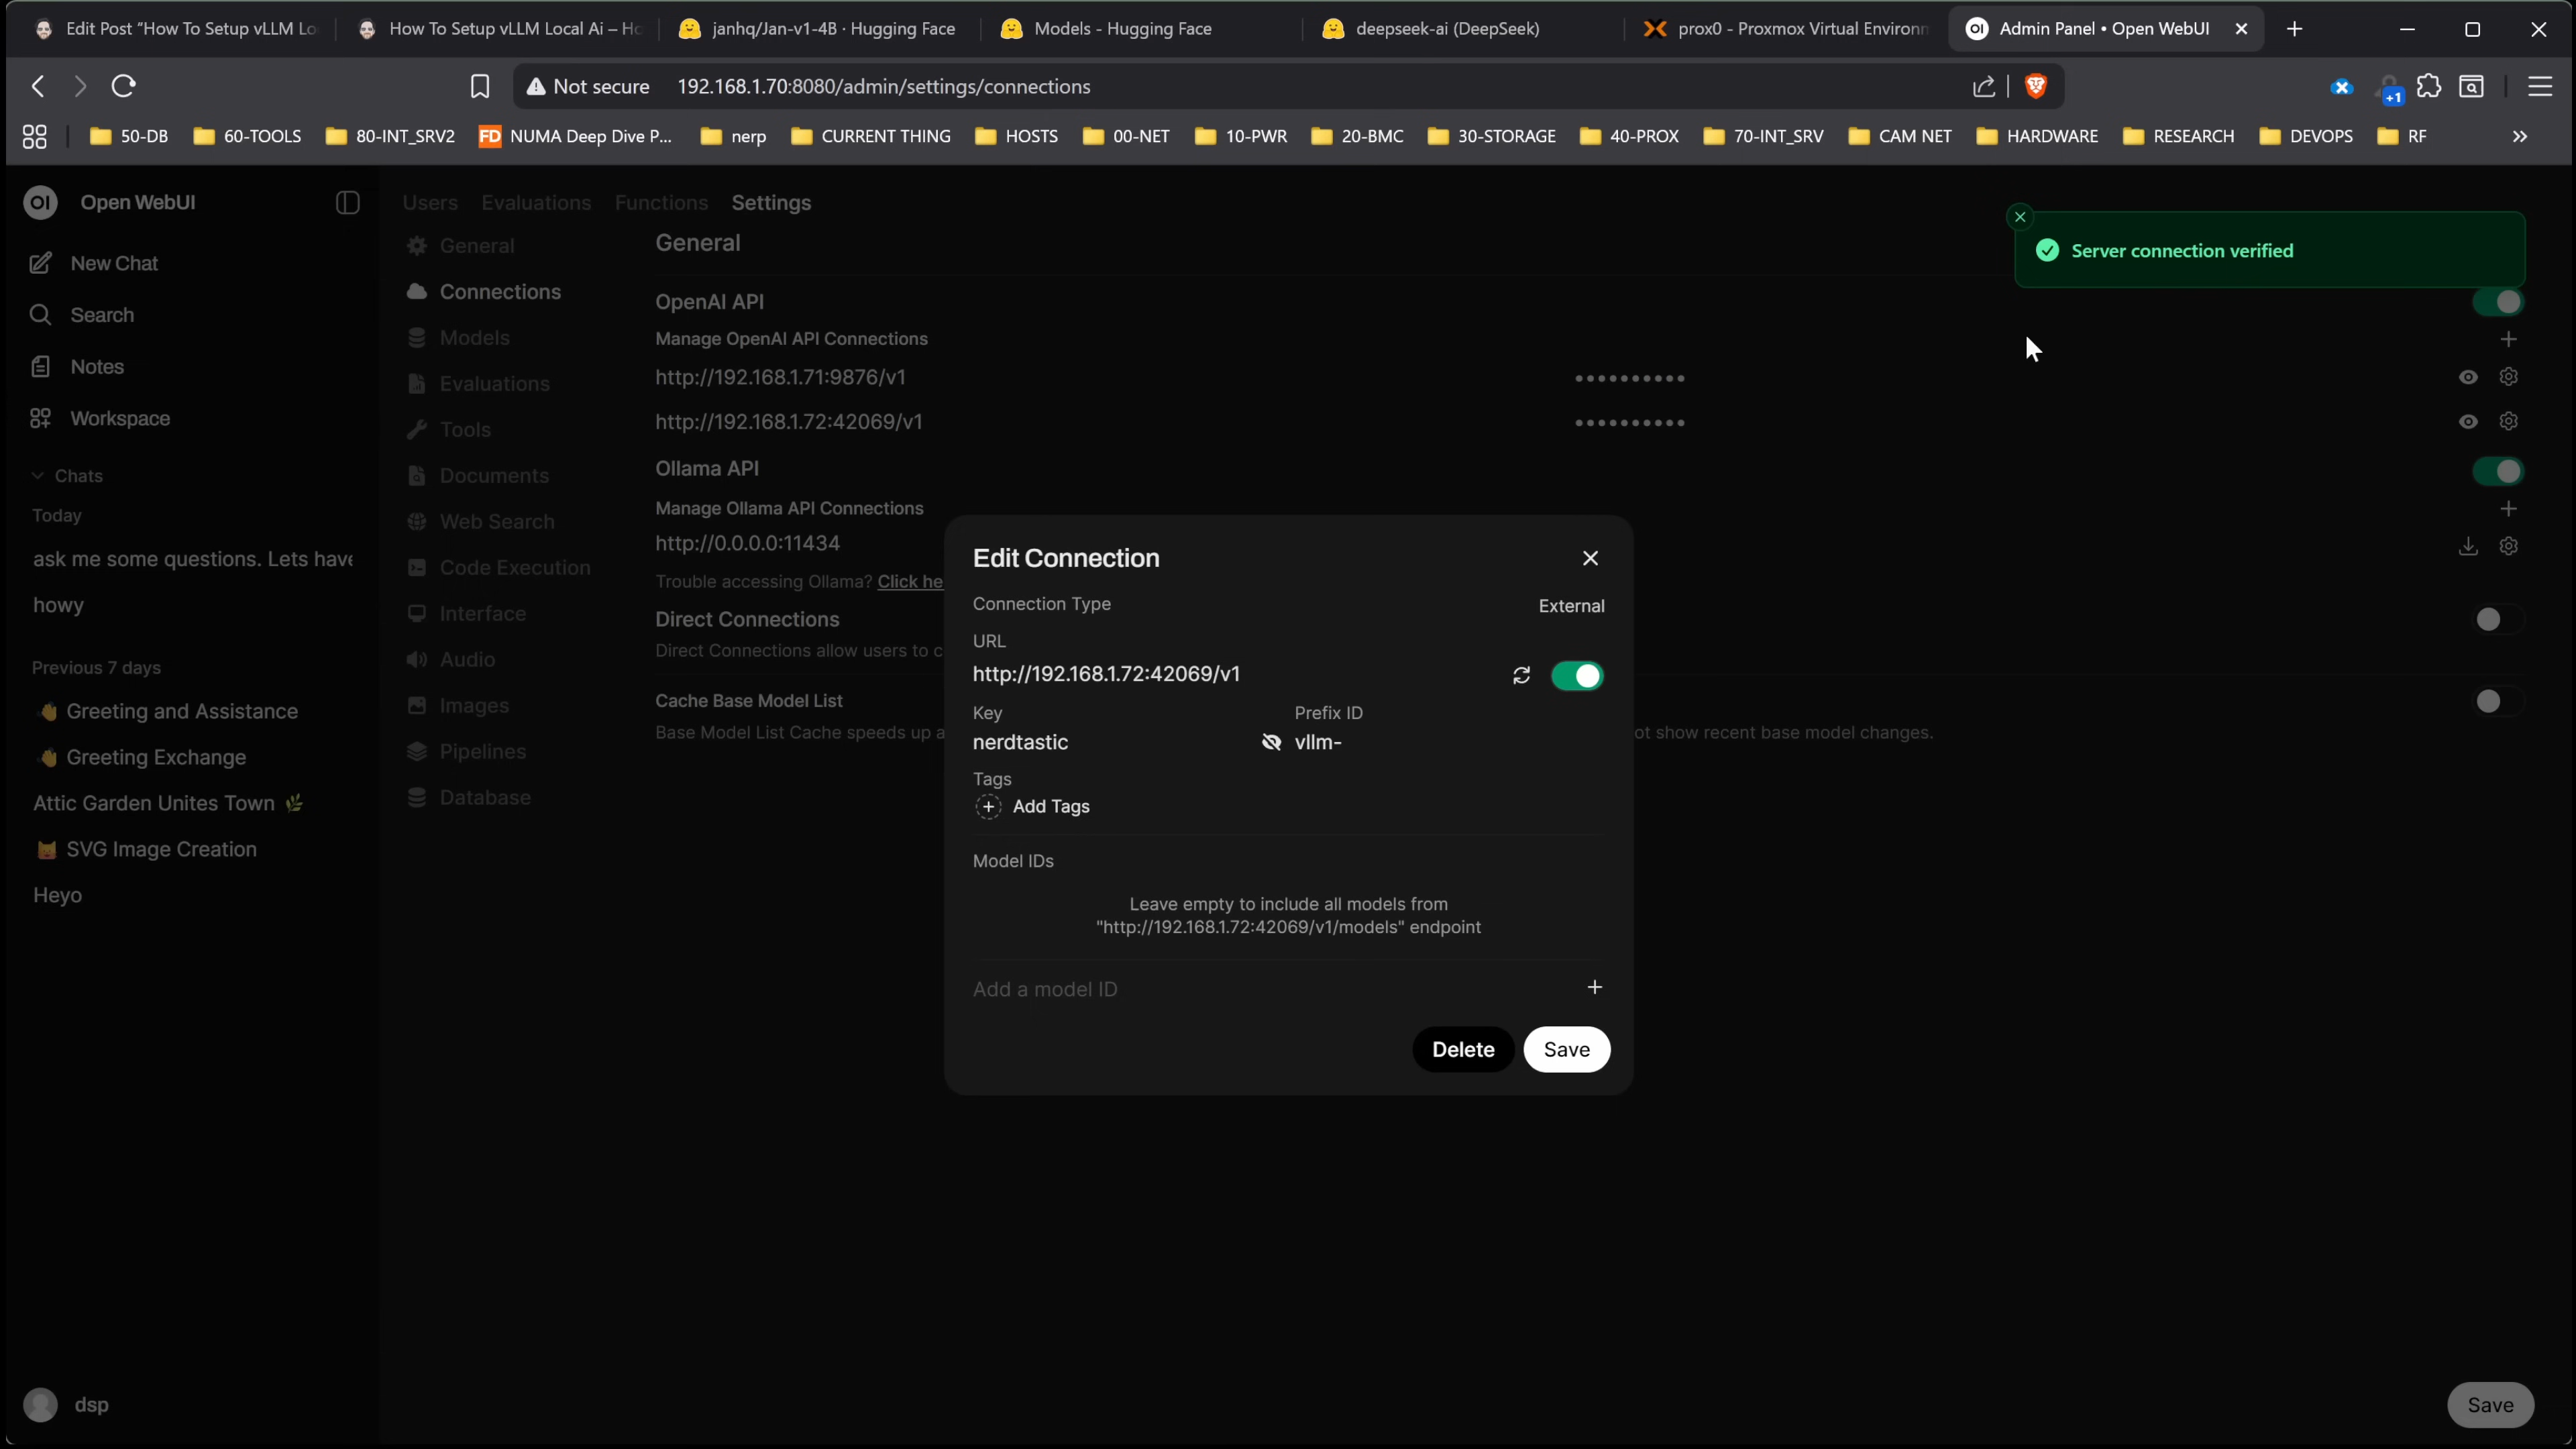 Edit Post "How To Setup vLLM Lo
How To Setup vLLM Local Ai – Ho
janhq/Jan-v1-4B · Hugging Face
Models - Hugging Face
deepseek-ai (DeepSeek)
prox0 - Proxmox Virtual Environm
Admin Panel • Open WebUI
Not secure
192.168.1.70:8080/admin/settings/connections
+1
50-DB
60-TOOLS
80-INT_SRV2
FD
NUMA Deep Dive P...
nerp
CURRENT THING
HOSTS
00-NET
10-PWR
20-BMC
30-STORAGE
40-PROX
70-INT_SRV
CAM NET
HARDWARE
RESEARCH
DEVOPS
RF
»
OI
Open WebUI
New Chat
Search
Notes
Workspace
Chats
Today
ask me some questions. Lets have
howy
Previous 7 days
👋 Greeting and Assistance
👋 Greeting Exchange
Attic Garden Unites Town 🌿
🐱 SVG Image Creation
Heyo
dsp
Users
Evaluations
Functions
Settings
General
Connections
Models
Evaluations
Tools
Documents
Web Search
Code Execution
Interface
Audio
Images
Pipelines
Database
General
OpenAI API
Manage OpenAI API Connections
http://192.168.1.71:9876/v1
••••••••••
http://192.168.1.72:42069/v1
••••••••••
Ollama API
Manage Ollama API Connections
http://0.0.0.0:11434
Trouble accessing Ollama? Click he
Direct Connections
Direct Connections allow users to c
Cache Base Model List
Base Model List Cache speeds up a
ot show recent base model changes.
Server connection verified
Edit Connection
Connection Type
External
URL
http://192.168.1.72:42069/v1
Key
Prefix ID
nerdtastic
vllm-
Tags
Add Tags
Model IDs
Leave empty to include all models from
"http://192.168.1.72:42069/v1/models" endpoint
Add a model ID
Delete
Save
Save